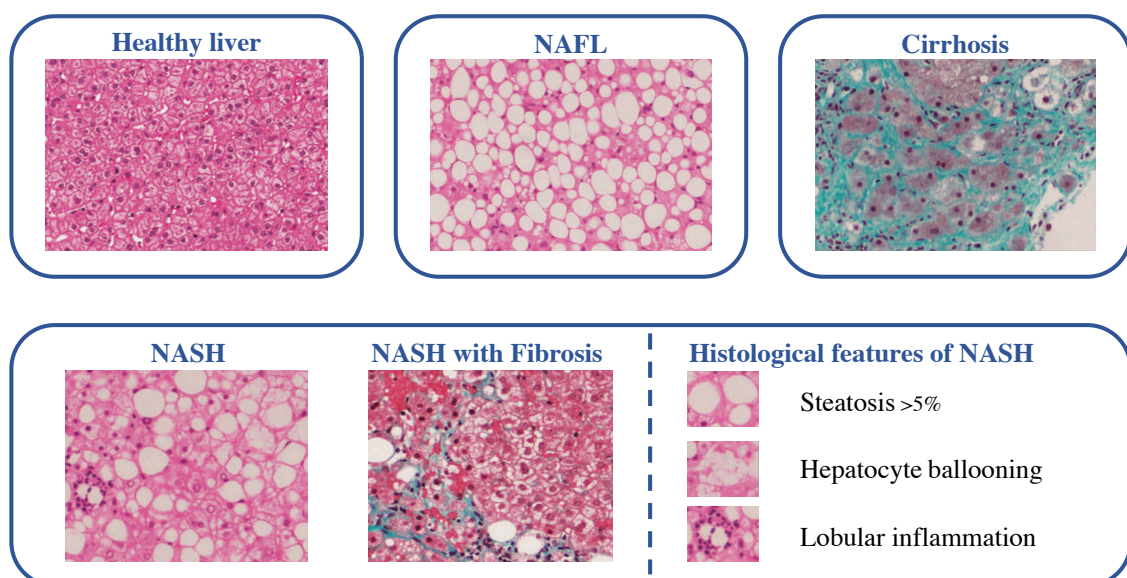 Healthy liver
NAFL
Cirrhosis
NASH
NASH with Fibrosis
Histological features of NASH
Steatosis >5%
Hepatocyte ballooning
Lobular inflammation